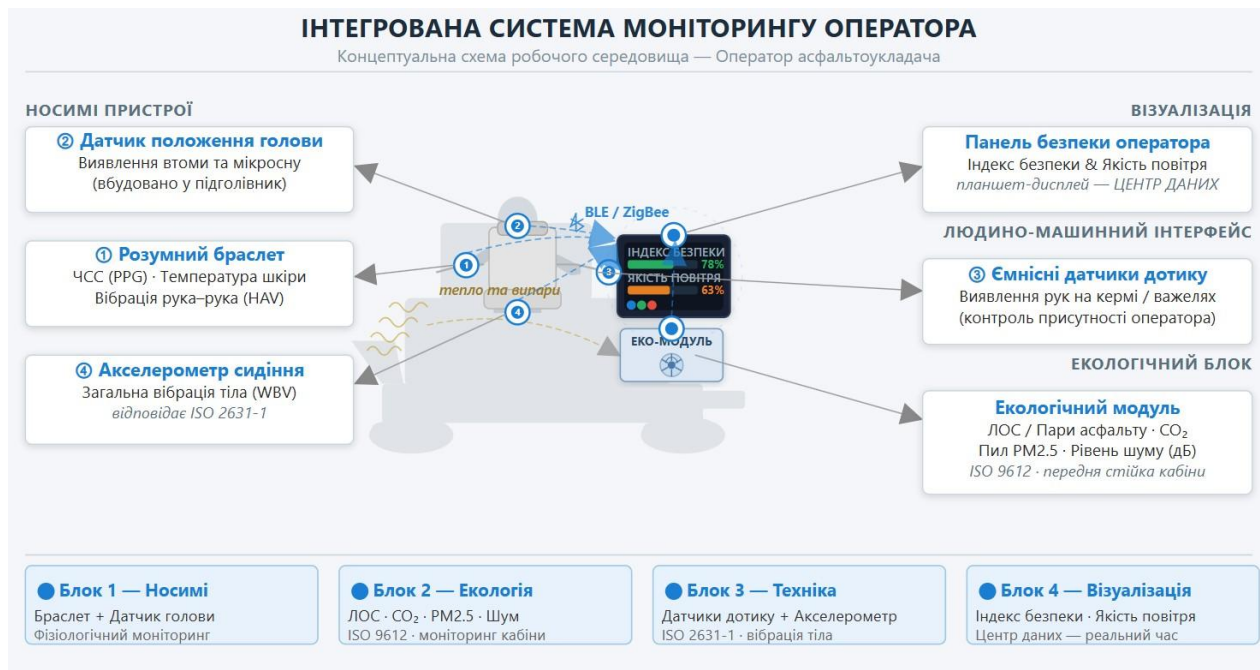 ІНТЕГРОВАНА СИСТЕМА МОНІТОРИНГУ ОПЕРАТОРА
Концептуальна схема робочого середовища — Оператор асфальтоукладача
НОСИМІ ПРИСТРОЇ
② Датчик положення голови
Виявлення втоми та мікросну
(вбудовано у підголівник)
① Розумний браслет
ЧСС (PPG) · Температура шкіри
Вібрація рука–рука (HAV)
④ Акселерометр сидіння
Загальна вібрація тіла (WBV)
відповідає ISO 2631-1
2
BLE / ZigBee
1
3
4
тепло та випари
ІНДЕКС БЕЗПЕКИ
78%
ЯКІСТЬ ПОВІТРЯ
63%
ЕКО-МОДУЛЬ
ВІЗУАЛІЗАЦІЯ
Панель безпеки оператора
Індекс безпеки & Якість повітря
планшет-дисплей — ЦЕНТР ДАНИХ
ЛЮДИНО-МАШИННИЙ ІНТЕРФЕЙС
③ Ємнісні датчики дотику
Виявлення рук на кермі / важелях
(контроль присутності оператора)
ЕКОЛОГІЧНИЙ БЛОК
Екологічний модуль
ЛОС / Пари асфальту · CO₂
Пил PM2.5 · Рівень шуму (дБ)
ISO 9612 · передня стійка кабіни
Блок 1 — Носимі
Браслет + Датчик голови
Фізіологічний моніторинг
Блок 2 — Екологія
ЛОС · CO₂ · PM2.5 · Шум
ISO 9612 · моніторинг кабіни
Блок 3 — Техніка
Датчики дотику + Акселерометр
ISO 2631-1 · вібрація тіла
Блок 4 — Візуалізація
Індекс безпеки · Якість повітря
Центр даних — реальний час